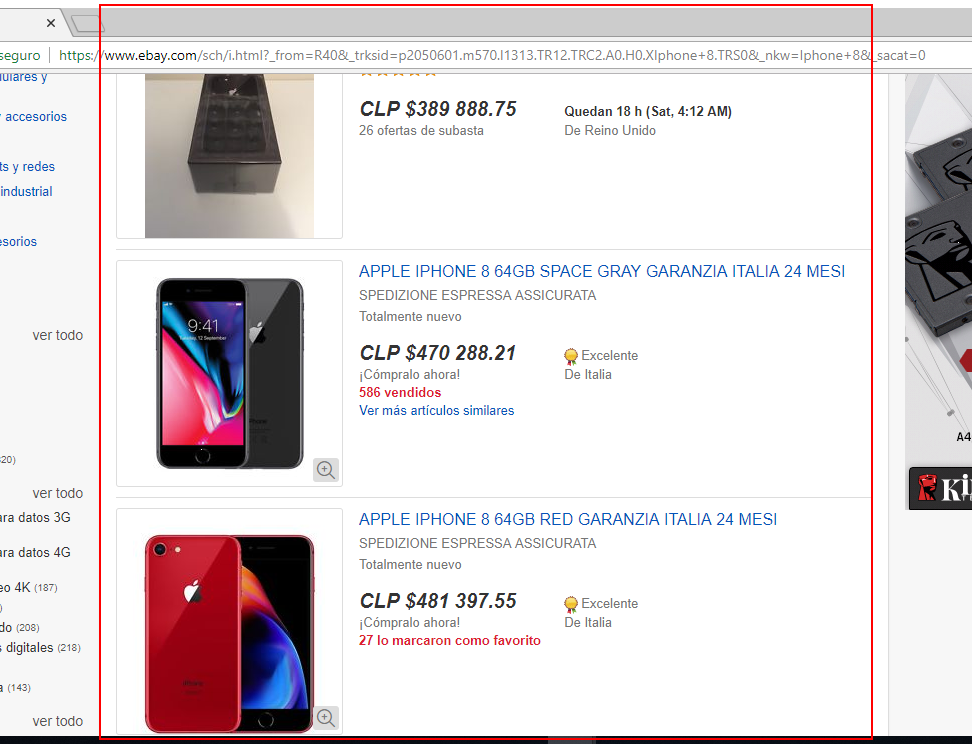 seguro
https://www.ebay.com/sch/i.html?_from=R40&_trksid=p2050601.m570.l1313.TR12.TRC2.A0.H0.XIphone+8.TRS0&_nkw=Iphone+8&_sacat=0
ulares y
y accesorios
ts y redes
industrial
esorios
ver todo
320)
ver todo
ara datos 3G
ara datos 4G
eo 4K (187)
)
do (208)
s digitales (218)
a (143)
ver todo
CLP $389 888.75
26 ofertas de subasta
Quedan 18 h (Sat, 4:12 AM)
De Reino Unido
APPLE IPHONE 8 64GB SPACE GRAY GARANZIA ITALIA 24 MESI
SPEDIZIONE ESPRESSA ASSICURATA
Totalmente nuevo
9:41
Tuesday, 12 September
CLP $470 288.21
¡Cómpralo ahora!
586 vendidos
Ver más artículos similares
Excelente
De Italia
APPLE IPHONE 8 64GB RED GARANZIA ITALIA 24 MESI
SPEDIZIONE ESPRESSA ASSICURATA
Totalmente nuevo
iPhone
CLP $481 397.55
¡Cómpralo ahora!
27 lo marcaron como favorito
Excelente
De Italia
A4
Ki